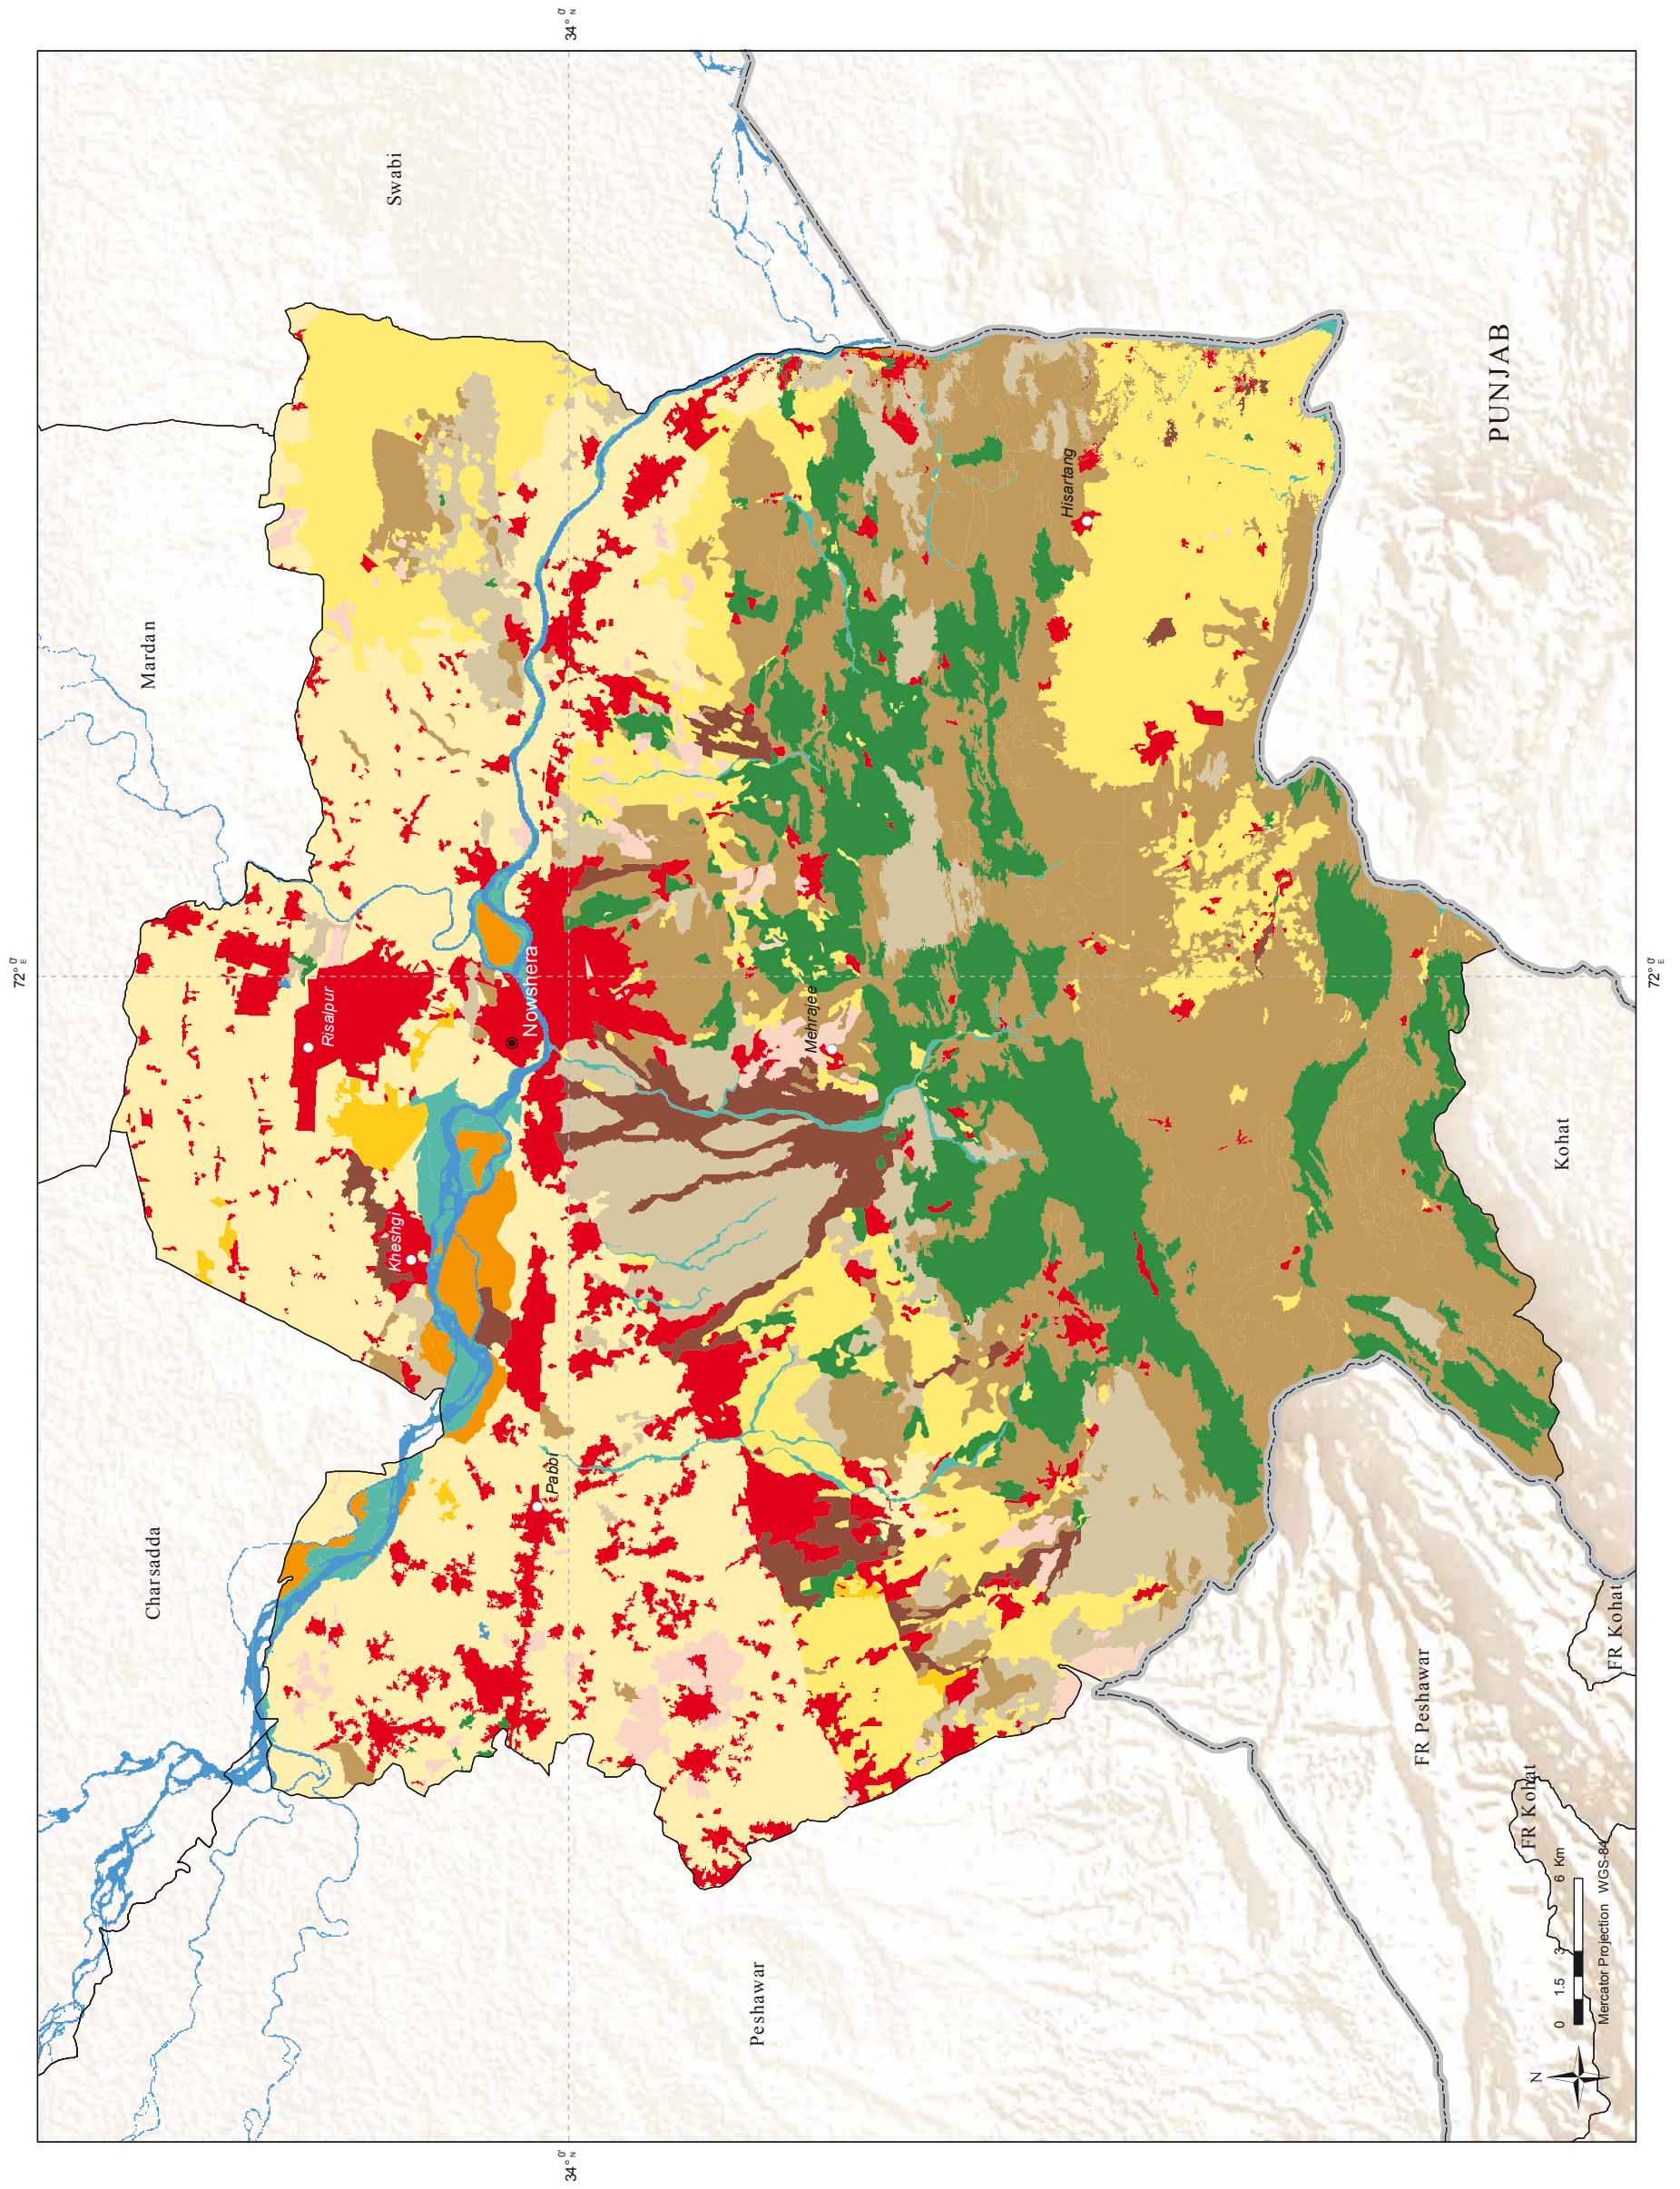 72° 0' E
34° 0' N
34° 0' N
72° 0' E
Charsadda
Mardan
Swabi
Risalpur
Kheshgi
Nowshera
Pabbi
Mehrajee
Hisartang
Peshawar
PUNJAB
Kohat
FR Peshawar
FR Kohat
FR Kohat
N
0 1.5 3 6 Km
Mercator Projection WGS-84